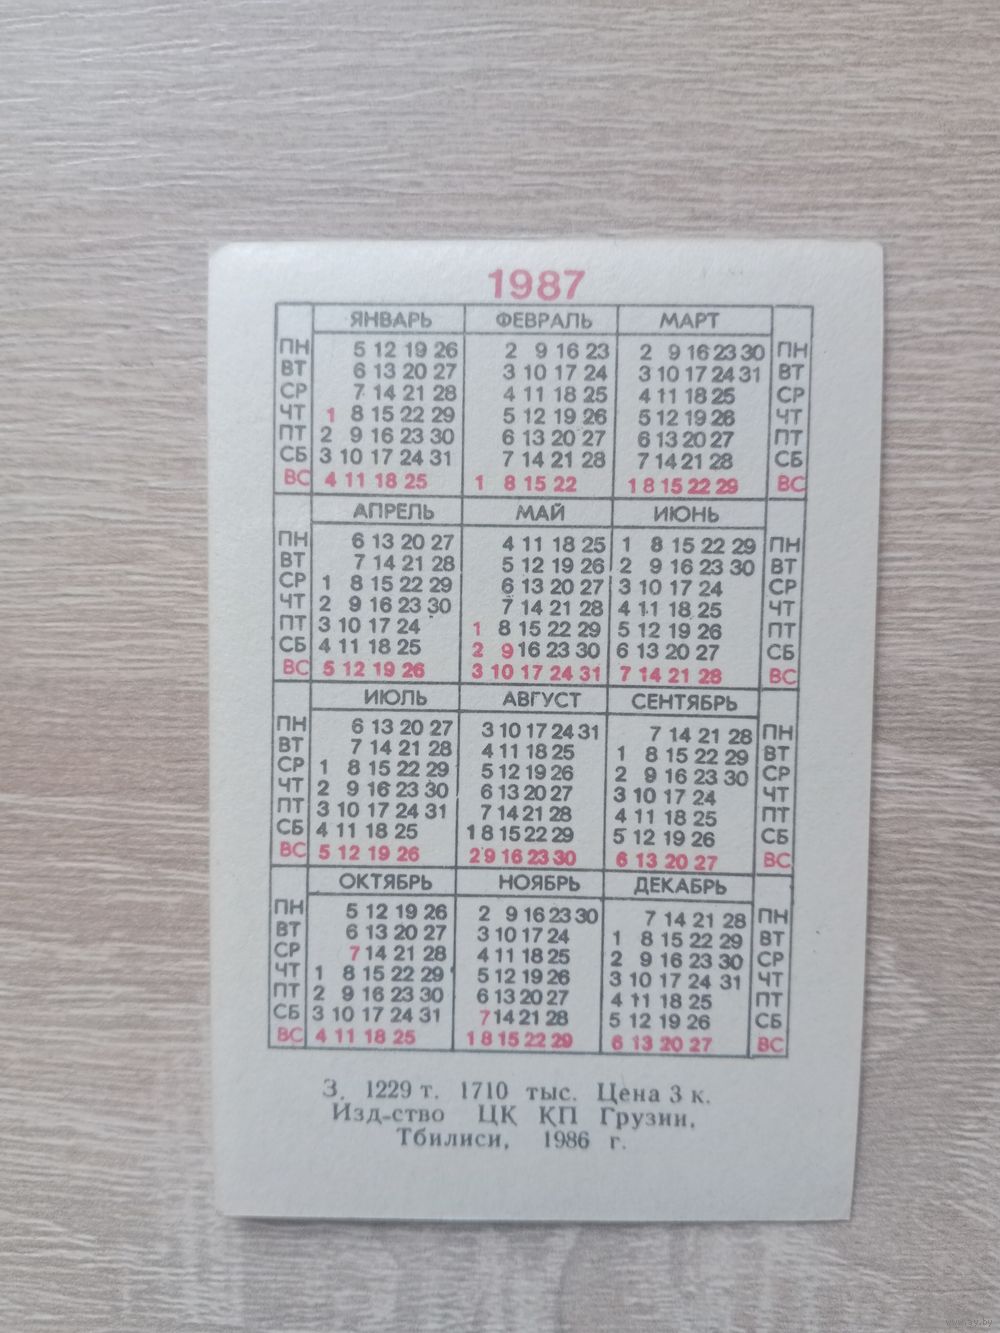 1987
ЯНВАРЬ ФЕВРАЛЬ МАРТ
ПН 5 12 19 26 2 9 16 23 2 9 16 23 30 ПН
ВТ 6 13 20 27 3 10 17 24 3 10 17 24 31 ВТ
СР 7 14 21 28 4 11 18 25 4 11 18 25 СР
ЧТ 1 8 15 22 29 5 12 19 26 5 12 19 26 ЧТ
ПТ 2 9 16 23 30 6 13 20 27 6 13 20 27 ПТ
СБ 3 10 17 24 31 7 14 21 28 7 14 21 28 СБ
ВС 4 11 18 25 1 8 15 22 1 8 15 22 29 ВС
АПРЕЛЬ МАЙ ИЮНЬ
ПН 6 13 20 27 4 11 18 25 1 8 15 22 29 ПН
ВТ 7 14 21 28 5 12 19 26 2 9 16 23 30 ВТ
СР 1 8 15 22 29 6 13 20 27 3 10 17 24 СР
ЧТ 2 9 16 23 30 7 14 21 28 4 11 18 25 ЧТ
ПТ 3 10 17 24 1 8 15 22 29 5 12 19 26 ПТ
СБ 4 11 18 25 2 9 16 23 30 6 13 20 27 СБ
ВС 5 12 19 26 3 10 17 24 31 7 14 21 28 ВС
ИЮЛЬ АВГУСТ СЕНТЯБРЬ
ПН 6 13 20 27 3 10 17 24 31 7 14 21 28 ПН
ВТ 7 14 21 28 4 11 18 25 1 8 15 22 29 ВТ
СР 1 8 15 22 29 5 12 19 26 2 9 16 23 30 СР
ЧТ 2 9 16 23 30 6 13 20 27 3 10 17 24 ЧТ
ПТ 3 10 17 24 31 7 14 21 28 4 11 18 25 ПТ
СБ 4 11 18 25 1 8 15 22 29 5 12 19 26 СБ
ВС 5 12 19 26 2 9 16 23 30 6 13 20 27 ВС
ОКТЯБРЬ НОЯБРЬ ДЕКАБРЬ
ПН 5 12 19 26 2 9 16 23 30 7 14 21 28 ПН
ВТ 6 13 20 27 3 10 17 24 1 8 15 22 29 ВТ
СР 7 14 21 28 4 11 18 25 2 9 16 23 30 СР
ЧТ 1 8 15 22 29 5 12 19 26 3 10 17 24 31 ЧТ
ПТ 2 9 16 23 30 6 13 20 27 4 11 18 25 ПТ
СБ 3 10 17 24 31 7 14 21 28 5 12 19 26 СБ
ВС 4 11 18 25 1 8 15 22 29 6 13 20 27 ВС
З. 1229 т. 1710 тыс. Цена 3 к.
Изд-ство ЦК КП Грузии,
Тбилиси, 1986 г.
www.ay.by